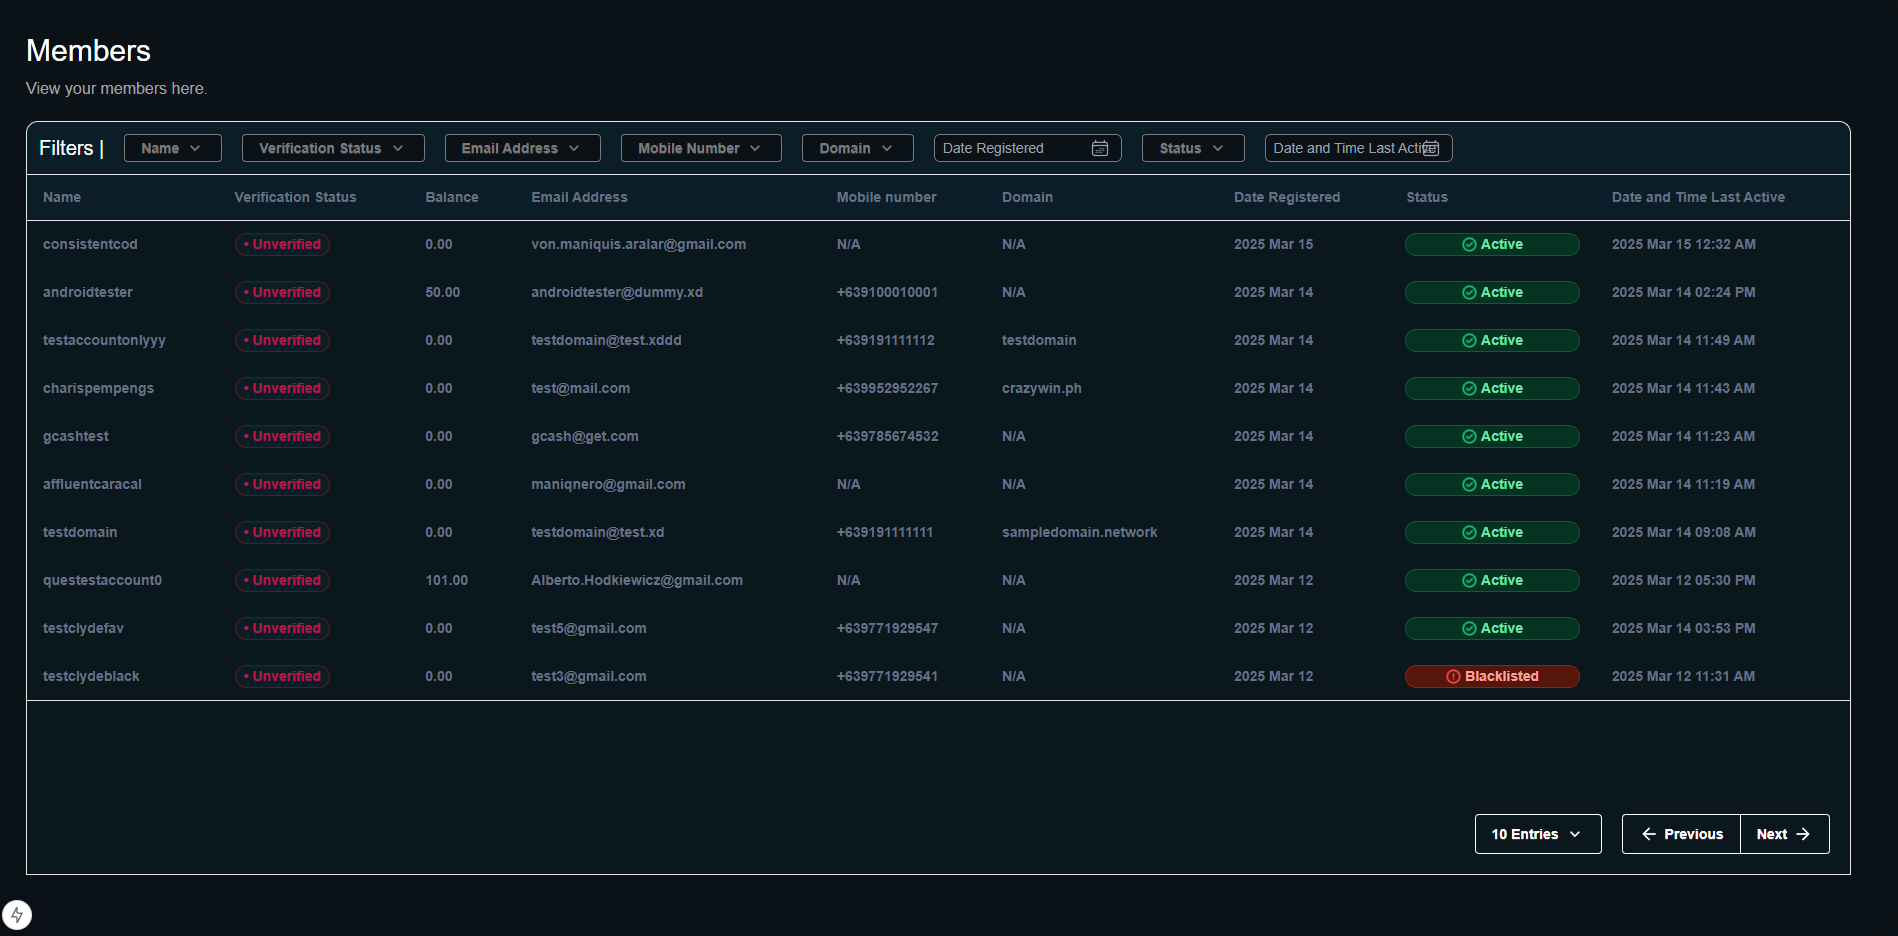 Members
View your members here.
Filters | Name Verification Status Email Address Mobile Number Domain Date Registered Status Date and Time Last Active
Name Verification Status Balance Email Address Mobile number Domain Date Registered Status Date and Time Last Active
consistentcod • Unverified 0.00 von.maniquis.aralar@gmail.com N/A N/A 2025 Mar 15 Active 2025 Mar 15 12:32 AM
androidtester • Unverified 50.00 androidtester@dummy.xd +639100010001 N/A 2025 Mar 14 Active 2025 Mar 14 02:24 PM
testaccountonlyyy • Unverified 0.00 testdomain@test.xddd +639191111112 testdomain 2025 Mar 14 Active 2025 Mar 14 11:49 AM
charispempengs • Unverified 0.00 test@mail.com +639952952267 crazywin.ph 2025 Mar 14 Active 2025 Mar 14 11:43 AM
gcashtest • Unverified 0.00 gcash@get.com +639785674532 N/A 2025 Mar 14 Active 2025 Mar 14 11:23 AM
affluentcaracal • Unverified 0.00 maniqnero@gmail.com N/A N/A 2025 Mar 14 Active 2025 Mar 14 11:19 AM
testdomain • Unverified 0.00 testdomain@test.xd +639191111111 sampledomain.network 2025 Mar 14 Active 2025 Mar 14 09:08 AM
questestaccount0 • Unverified 101.00 Alberto.Hodkiewicz@gmail.com N/A N/A 2025 Mar 12 Active 2025 Mar 12 05:30 PM
testclydefav • Unverified 0.00 test5@gmail.com +639771929547 N/A 2025 Mar 12 Active 2025 Mar 14 03:53 PM
testclydeblack • Unverified 0.00 test3@gmail.com +639771929541 N/A 2025 Mar 12 Blacklisted 2025 Mar 12 11:31 AM
10 Entries Previous Next